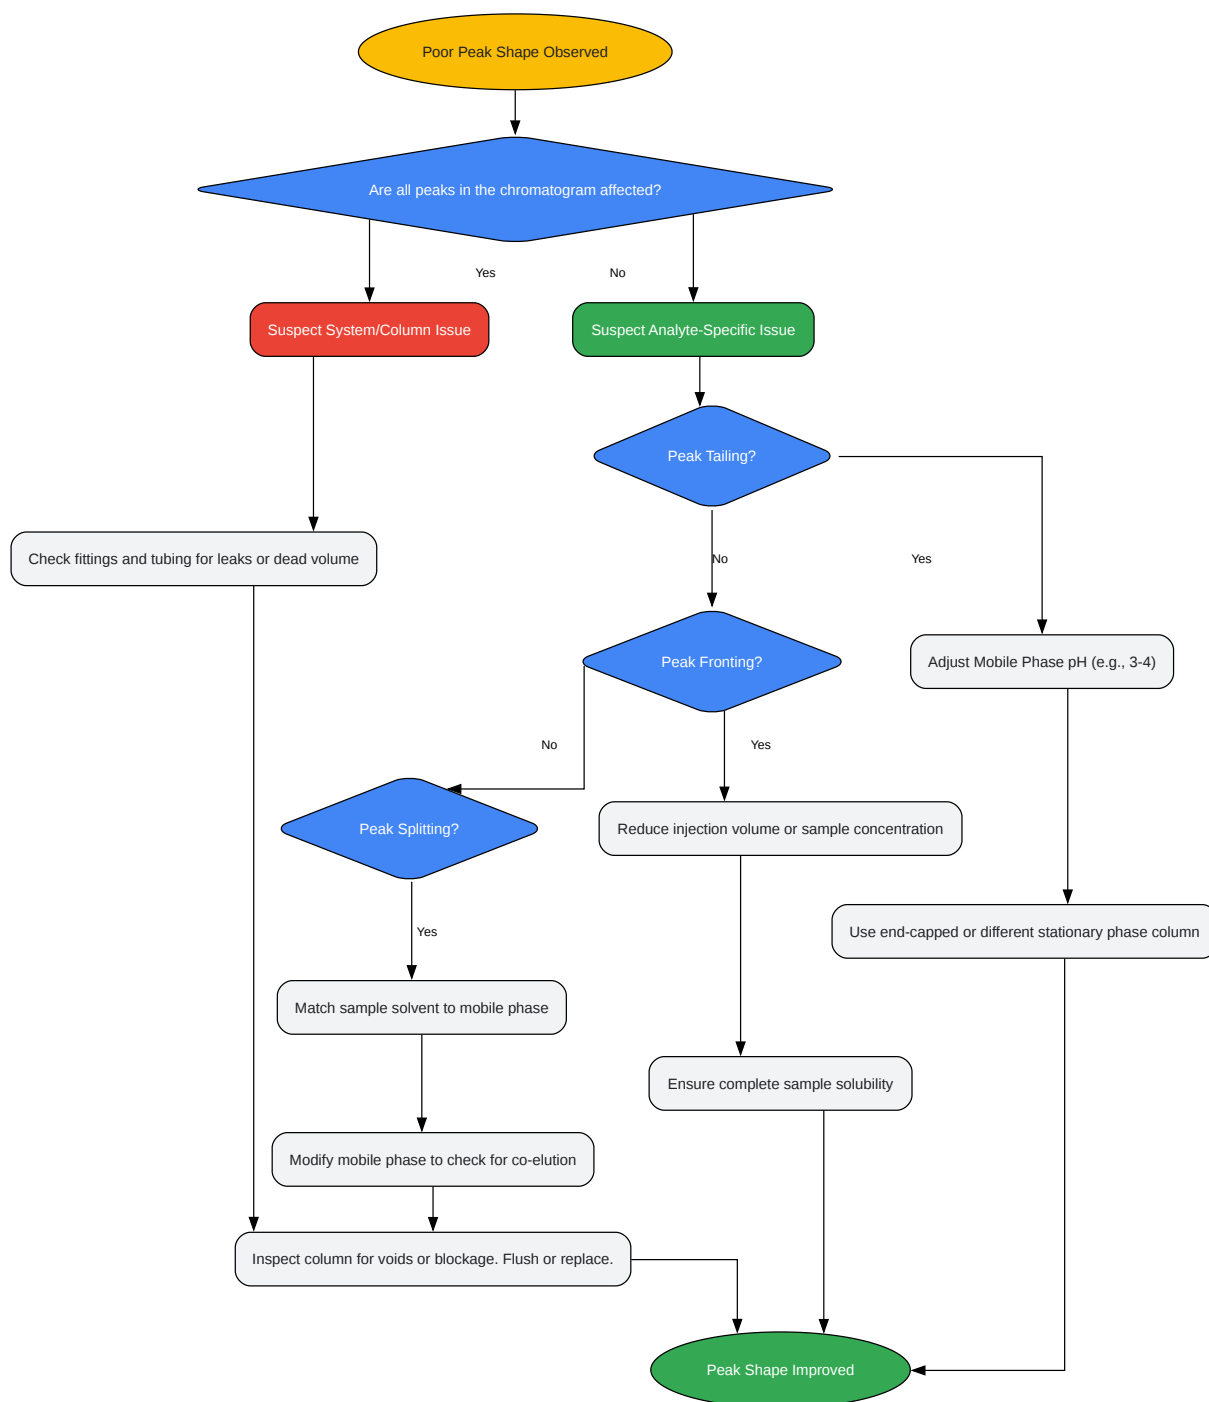 Poor Peak Shape Observed
Are all peaks in the chromatogram affected?
Yes
No
Suspect System/Column Issue
Suspect Analyte-Specific Issue
Peak Tailing?
Check fittings and tubing for leaks or dead volume
No
Yes
Peak Fronting?
Adjust Mobile Phase pH (e.g., 3-4)
No
Yes
Peak Splitting?
Reduce injection volume or sample concentration
Yes
Use end-capped or different stationary phase column
Match sample solvent to mobile phase
Ensure complete sample solubility
Modify mobile phase to check for co-elution
Inspect column for voids or blockage. Flush or replace.
Peak Shape Improved